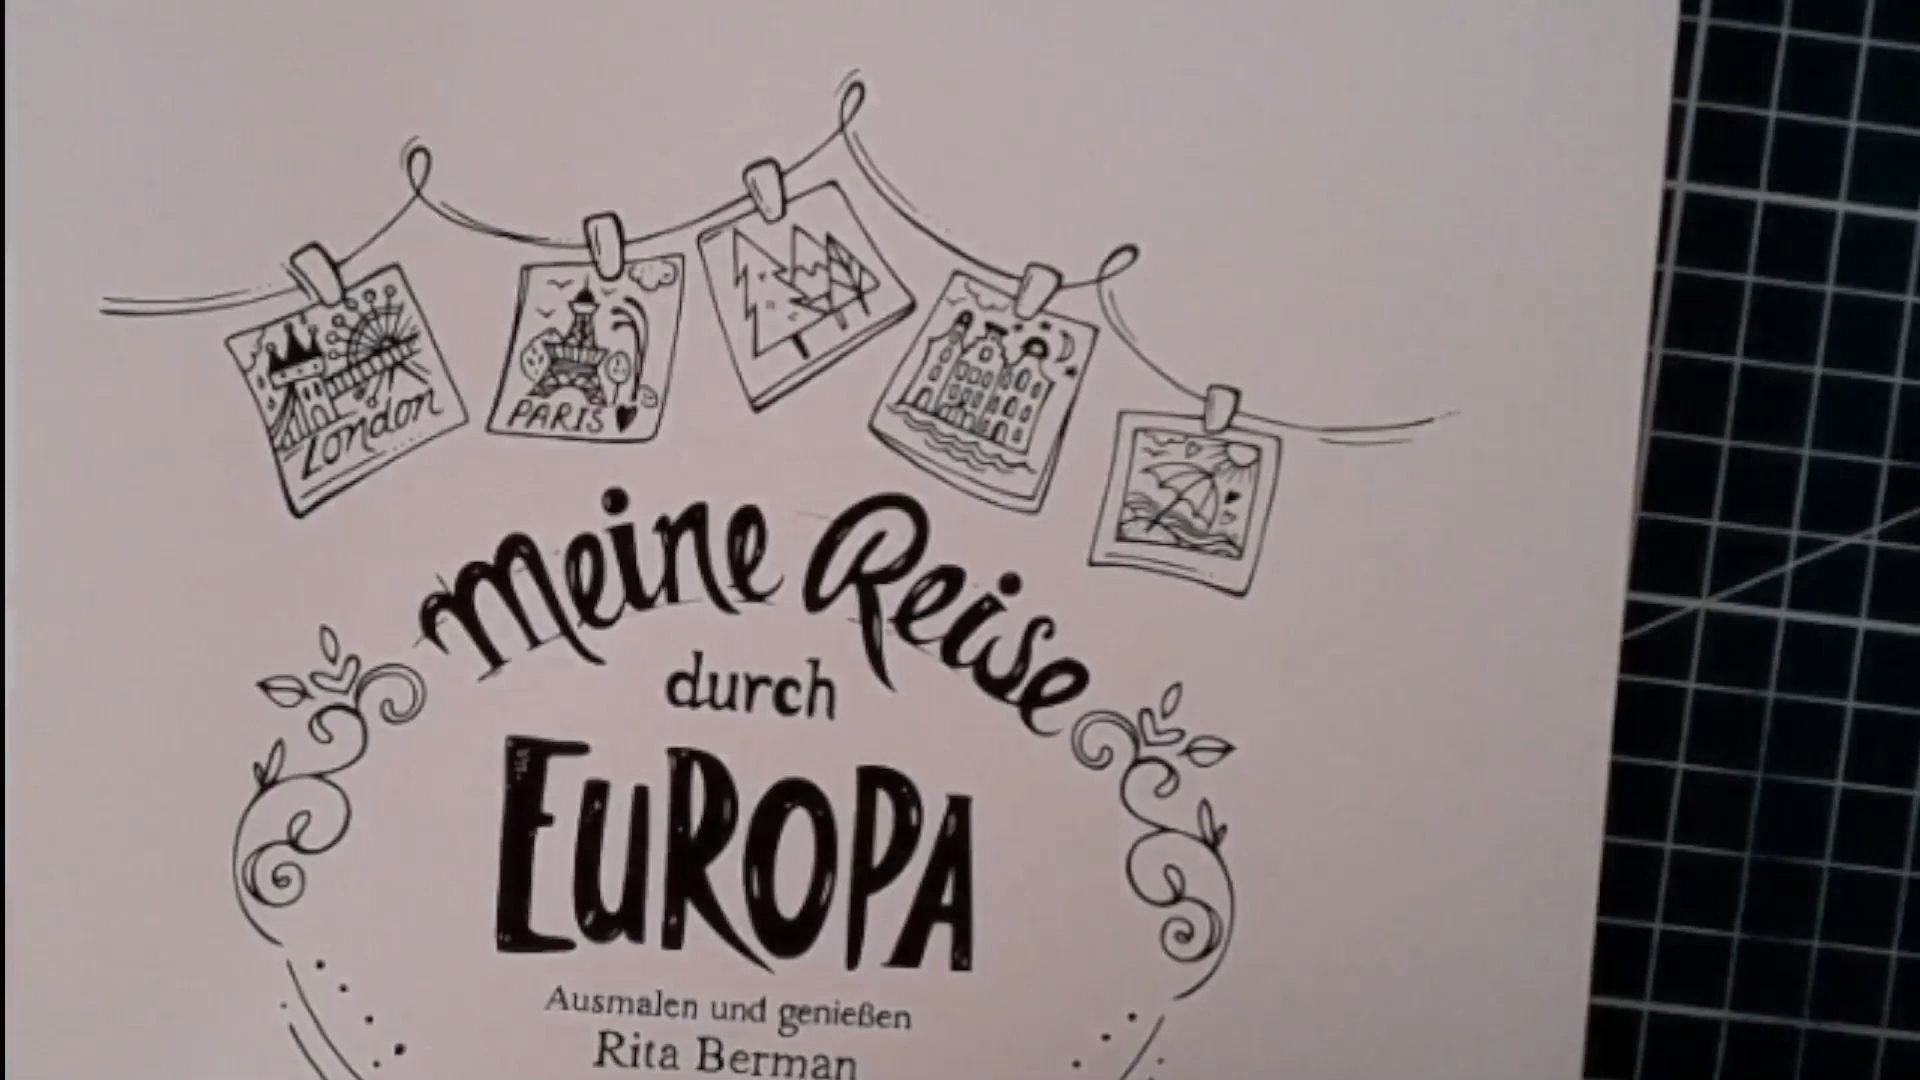 London
PARIS
Meine Reise
durch
EUROPA
Ausmalen und genießen
Rita Berman